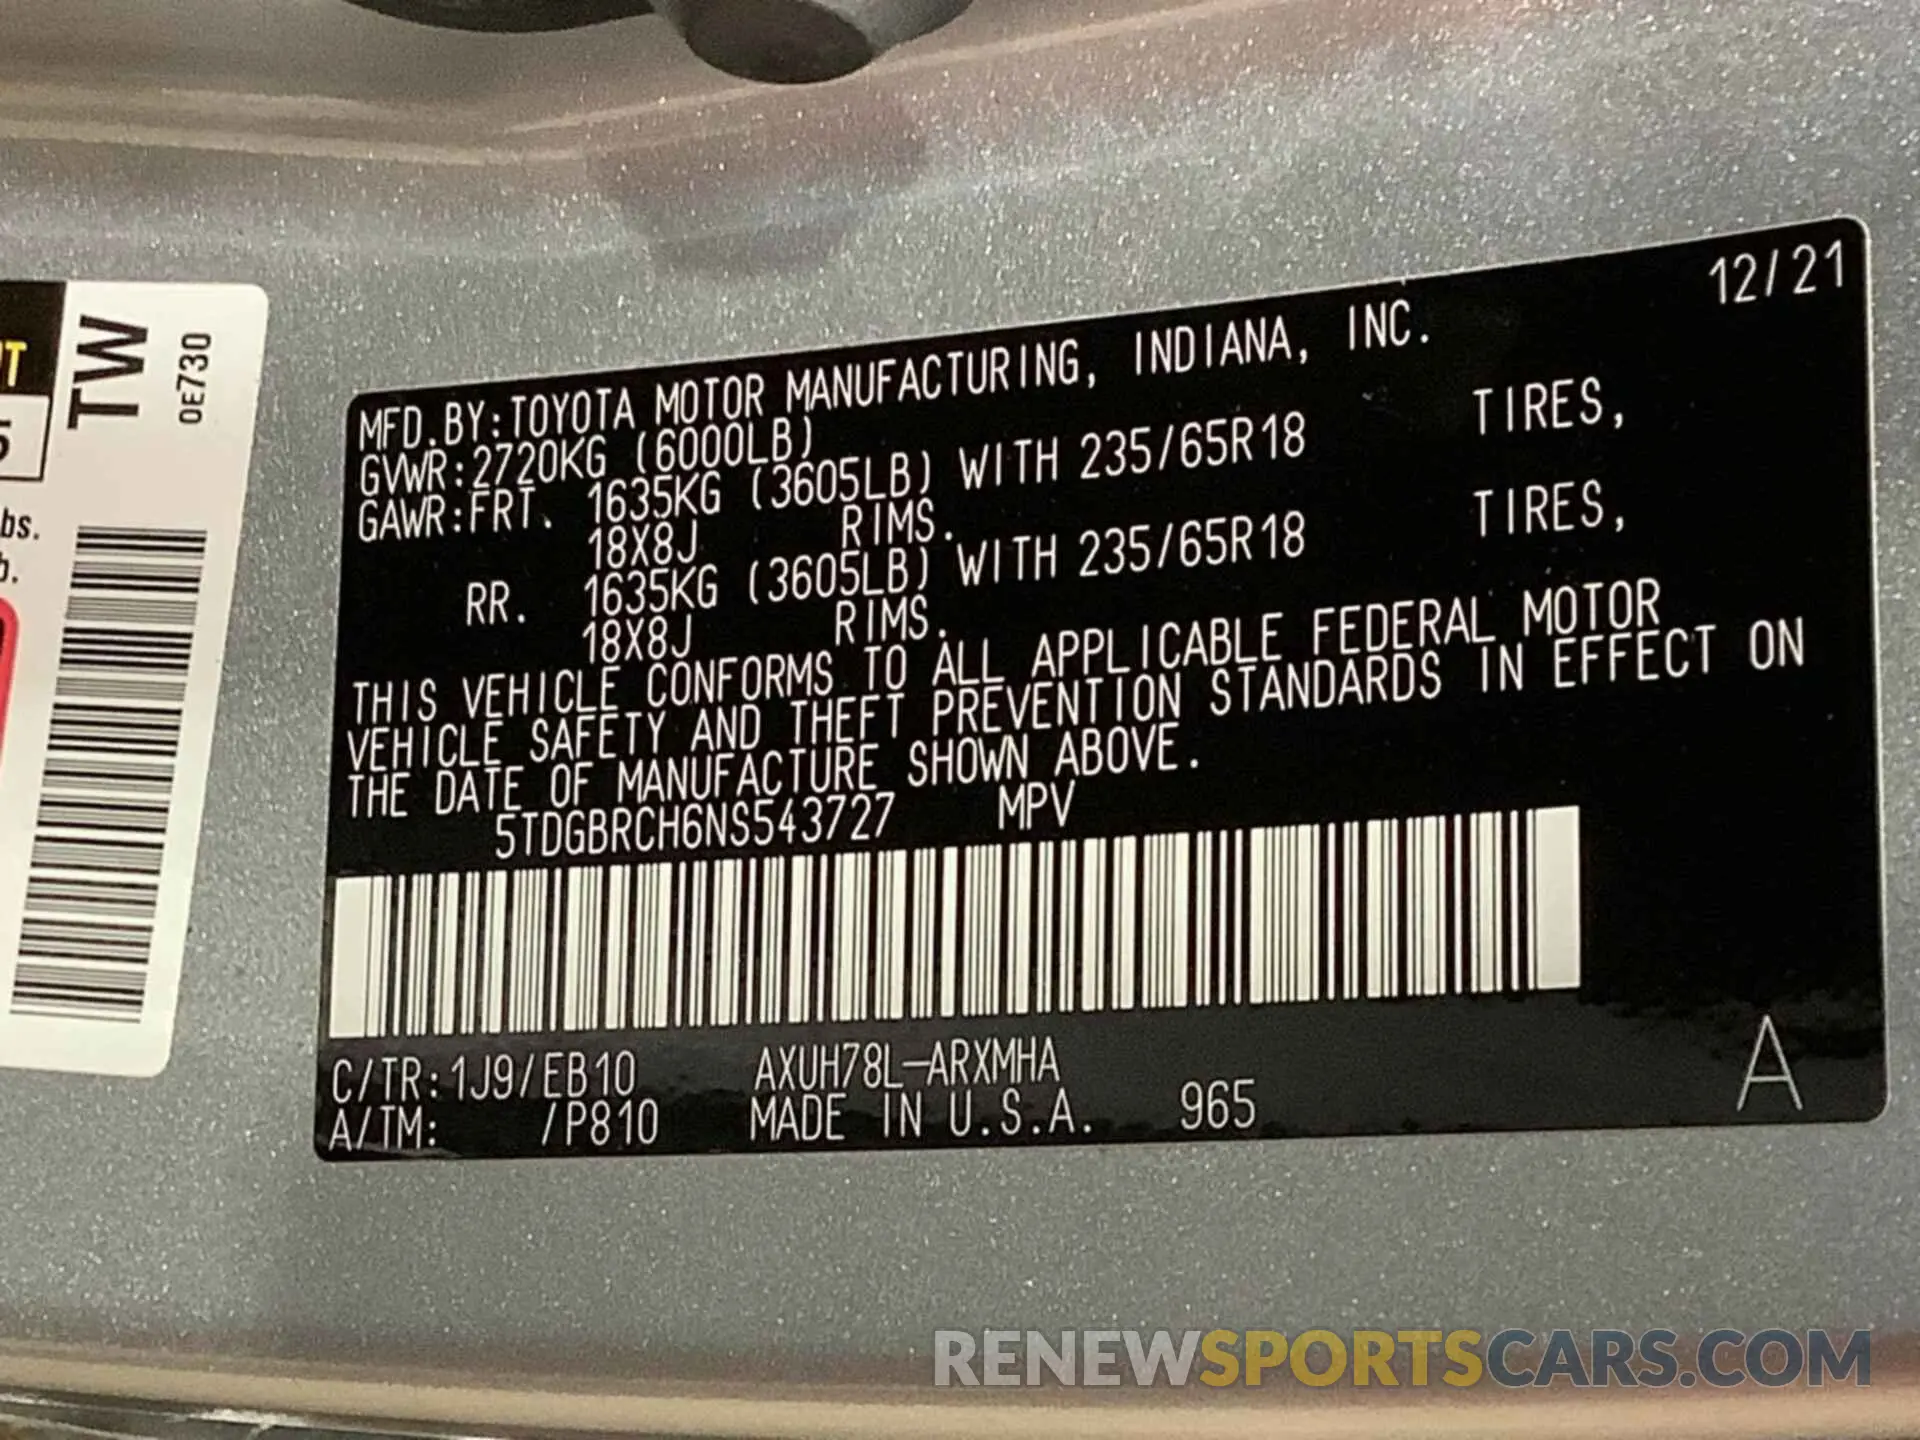 12/21
MFD.BY:TOYOTA MOTOR MANUFACTURING, INDIANA, INC.
GVWR:2720KG (6000LB)
GAWR:FRT. 1635KG (3605LB) WITH 235/65R18 TIRES,
18X8J RIMS.
RR. 1635KG (3605LB) WITH 235/65R18 TIRES,
18X8J RIMS.
THIS VEHICLE CONFORMS TO ALL APPLICABLE FEDERAL MOTOR
VEHICLE SAFETY AND THEFT PREVENTION STANDARDS IN EFFECT ON
THE DATE OF MANUFACTURE SHOWN ABOVE.
5TDGBRCH6NS543727 MPV
C/TR:1J9/EB10 AXUH78L-ARXMHA
A/TM: /P810 MADE IN U.S.A. 965 A
TW
0E730
bs.
b.
RENEWSPORTSCARS.COM